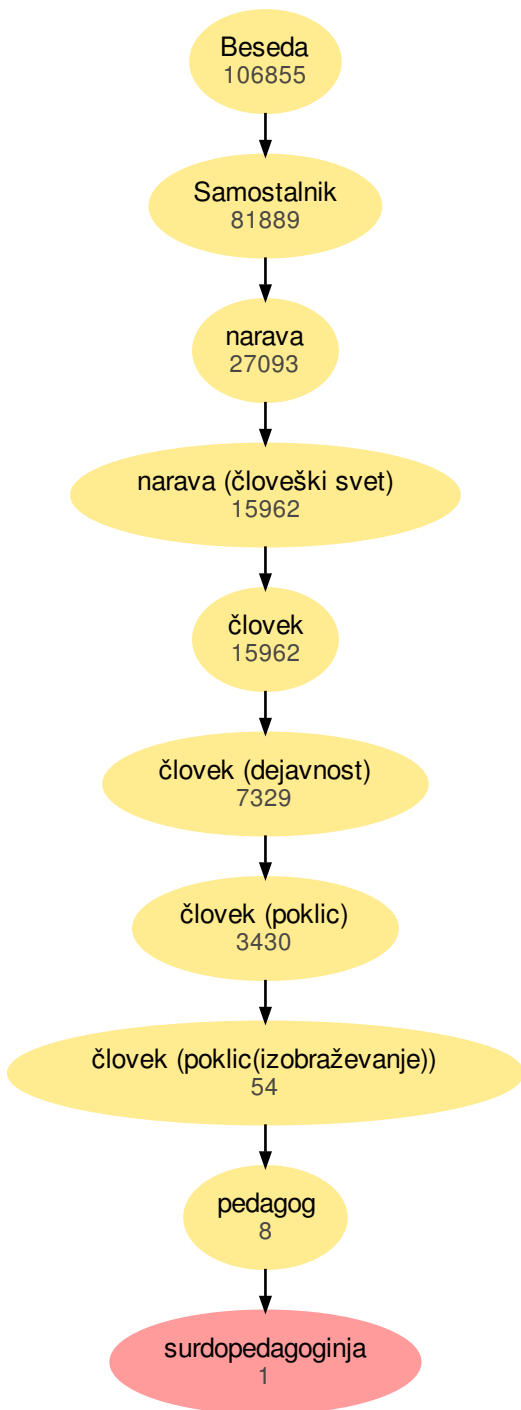 Beseda
106855
Samostalnik
81889
narava
27093
narava (človeški svet)
15962
človek
15962
človek (dejavnost)
7329
človek (poklic)
3430
človek (poklic(izobraževanje))
54
pedagog
8
surdopedagoginja
1